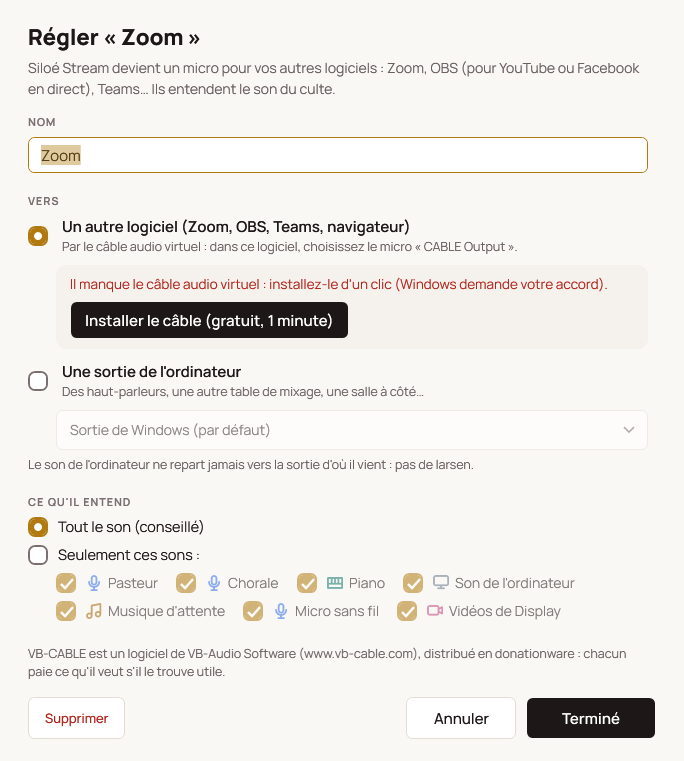 Régler « Zoom »
Siloé Stream devient un micro pour vos autres logiciels : Zoom, OBS (pour YouTube ou Facebook
en direct), Teams... Ils entendent le son du culte.
NOM
Zoom
VERS
Un autre logiciel (Zoom, OBS, Teams, navigateur)
Par le câble audio virtuel : dans ce logiciel, choisissez le micro « CABLE Output ».
Il manque le câble audio virtuel : installez-le d'un clic (Windows demande votre accord).
Installer le câble (gratuit, 1 minute)
Une sortie de l'ordinateur
Des haut-parleurs, une autre table de mixage, une salle à côté...
Sortie de Windows (par défaut)
Le son de l'ordinateur ne repart jamais vers la sortie d'où il vient : pas de larsen.
CE QU'IL ENTEND
Tout le son (conseillé)
Seulement ces sons :
Pasteur Chorale Piano Son de l'ordinateur
Musique d'attente Micro sans fil Vidéos de Display
VB-CABLE est un logiciel de VB-Audio Software (www.vb-cable.com), distribué en donationware : chacun
paie ce qu'il veut s'il le trouve utile.
Supprimer Annuler Terminé